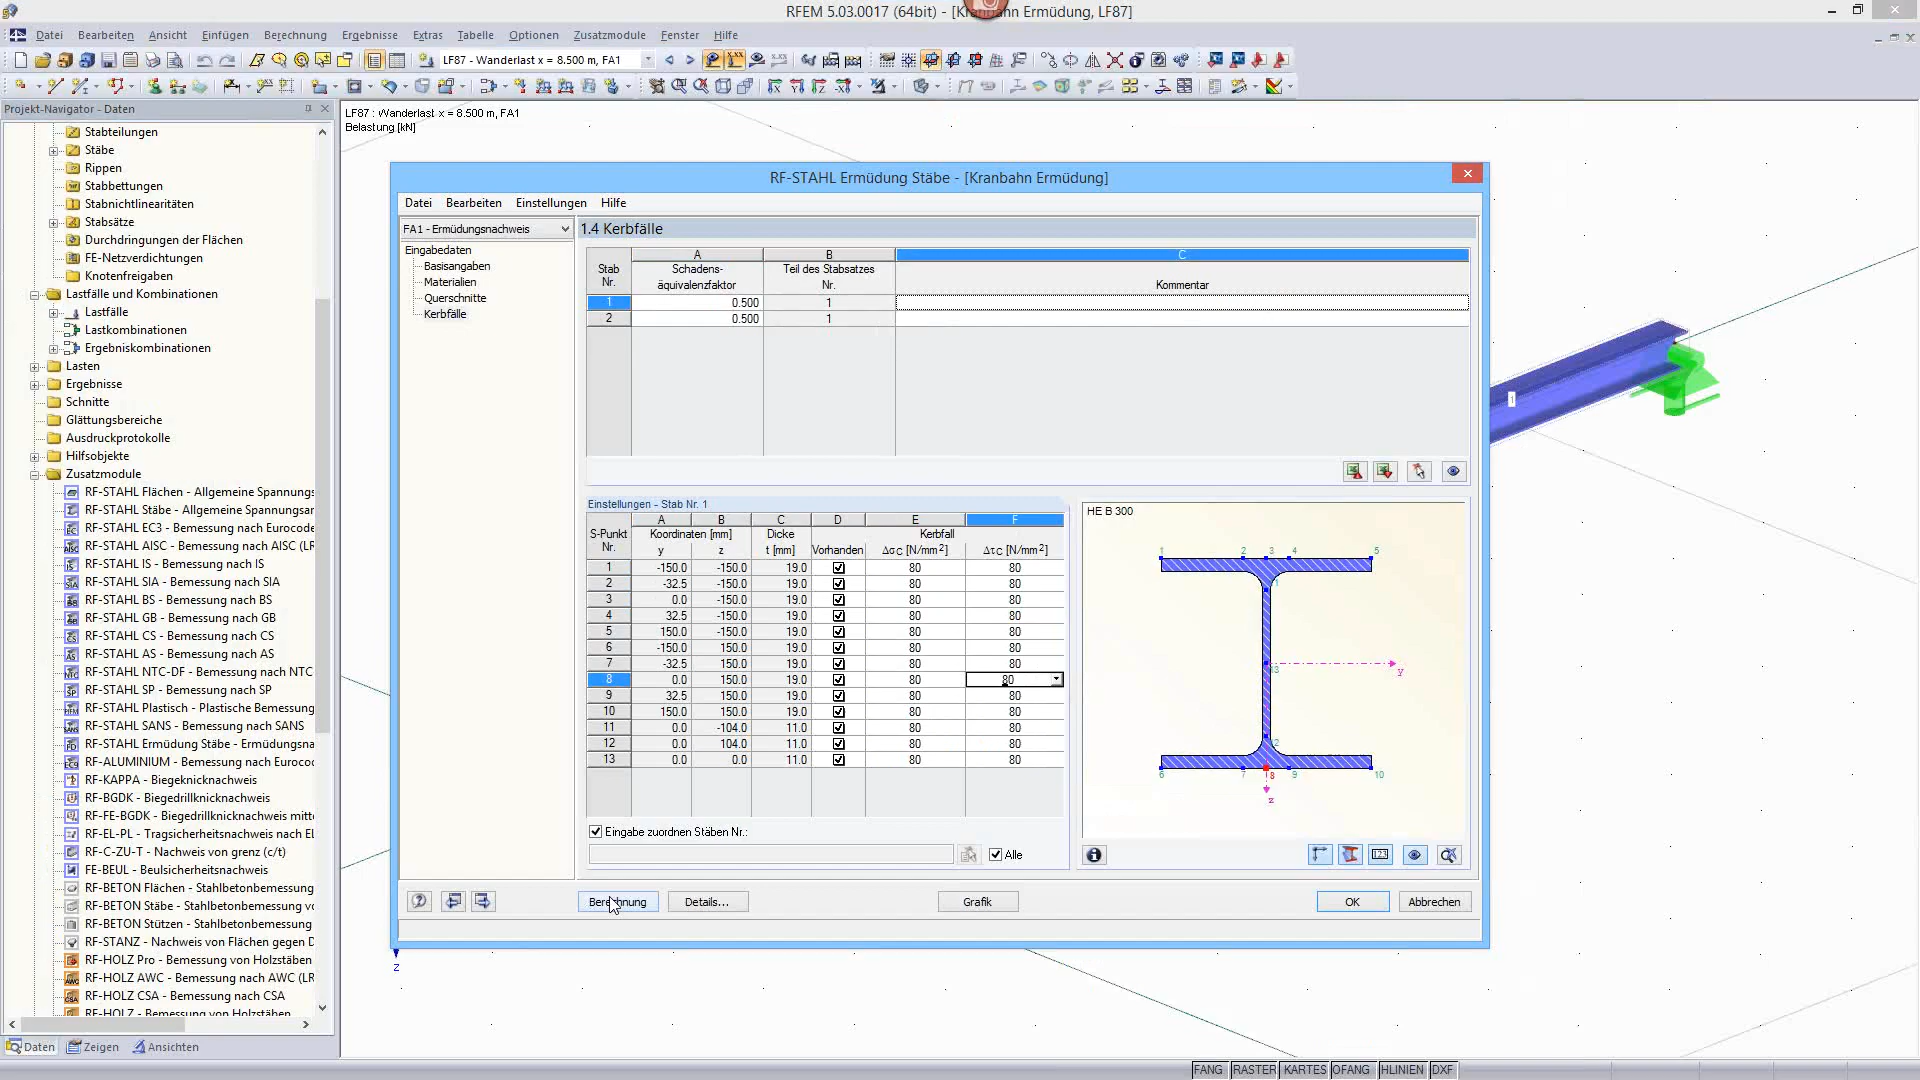 RFEM 5.03.0017 (64bit) - [Kranbahn Ermüdung, LF87]
Datei Bearbeiten Ansicht Einfügen Berechnung Ergebnisse Extras Tabelle Optionen Zusatzmodule Fenster Hilfe
LF87 - Wanderlast x = 8.500 m, FA1
Projekt-Navigator - Daten
Stabteilungen
Stäbe
Rippen
Stabbettungen
Stabnichtlinearitäten
Stabsätze
Durchdringungen der Flächen
FE-Netzverdichtungen
Knotenfreigaben
Lastfälle und Kombinationen
Lastfälle
Lastkombinationen
Ergebniskombinationen
Lasten
Ergebnisse
Schnitte
Glättungsbereiche
Ausdruckprotokolle
Hilfsobjekte
Zusatzmodule
RF-STAHL Flächen - Allgemeine Spannungs
RF-STAHL Stäbe - Allgemeine Spannungsan
RF-STAHL EC3 - Bemessung nach Eurocode
RF-STAHL AISC - Bemessung nach AISC (LR
RF-STAHL IS - Bemessung nach IS
RF-STAHL SIA - Bemessung nach SIA
RF-STAHL BS - Bemessung nach BS
RF-STAHL GB - Bemessung nach GB
RF-STAHL CS - Bemessung nach CS
RF-STAHL AS - Bemessung nach AS
RF-STAHL NTC-DF - Bemessung nach NTC
RF-STAHL SP - Bemessung nach SP
RF-STAHL Plastisch - Plastische Bemessung
RF-STAHL SANS - Bemessung nach SANS
RF-STAHL Ermüdung Stäbe - Ermüdungsna
RF-ALUMINIUM - Bemessung nach Euroco
RF-KAPPA - Biegeknicknachweis
RF-BGDK - Biegedrillknicknachweis
RF-FE-BGDK - Biegedrillknicknachweis mitt
RF-EL-PL - Tragsicherheitsnachweis nach El
RF-C-ZU-T - Nachweis von grenz (c/t)
FE-BEUL - Beulsicherheitsnachweis
RF-BETON Flächen - Stahlbetonbemessung
RF-BETON Stäbe - Stahlbetonbemessung vo
RF-BETON Stützen - Stahlbetonbemessung
RF-STANZ - Nachweis von Flächen gegen D
RF-HOLZ Pro - Bemessung von Holzstäben
RF-HOLZ AWC - Bemessung nach AWC (LR
RF-HOLZ CSA - Bemessung nach CSA
RF-HOLZ - Bemessung von Holzstäben
Daten Zeigen Ansichten
LF87 : Wanderlast x = 8.500 m, FA1
Belastung [kN]
1
z
RF-STAHL Ermüdung Stäbe - [Kranbahn Ermüdung]
Datei Bearbeiten Einstellungen Hilfe
FA1 - Ermüdungsnachweis
Eingabedaten
Basisangaben
Materialien
Querschnitte
Kerbfälle
1.4 Kerbfälle
A B C
Stab Schadens- Teil des Stabsatzes
Nr. äquivalenzfaktor Nr. Kommentar
1 0.500 1
2 0.500 1
Einstellungen - Stab Nr. 1
A B C D E F
S-Punkt Koordinaten [mm] Dicke Kerbfall
Nr. y z t [mm] Vorhanden ΔσC [N/mm²] ΔτC [N/mm²]
1 -150.0 -150.0 19.0 80 80
2 -32.5 -150.0 19.0 80 80
3 0.0 -150.0 19.0 80 80
4 32.5 -150.0 19.0 80 80
5 150.0 -150.0 19.0 80 80
6 -150.0 150.0 19.0 80 80
7 -32.5 150.0 19.0 80 80
8 0.0 150.0 19.0 80 80
9 32.5 150.0 19.0 80 80
10 150.0 150.0 19.0 80 80
11 0.0 -104.0 11.0 80 80
12 0.0 104.0 11.0 80 80
13 0.0 0.0 11.0 80 80
Eingabe zuordnen Stäben Nr.:
Alle
HE B 300
1 2 3 4 5
13
y
6 7 8 9 10
z
Berechnung Details... Grafik OK Abbrechen
FANG RASTER KARTES OFANG HLINIEN DXF